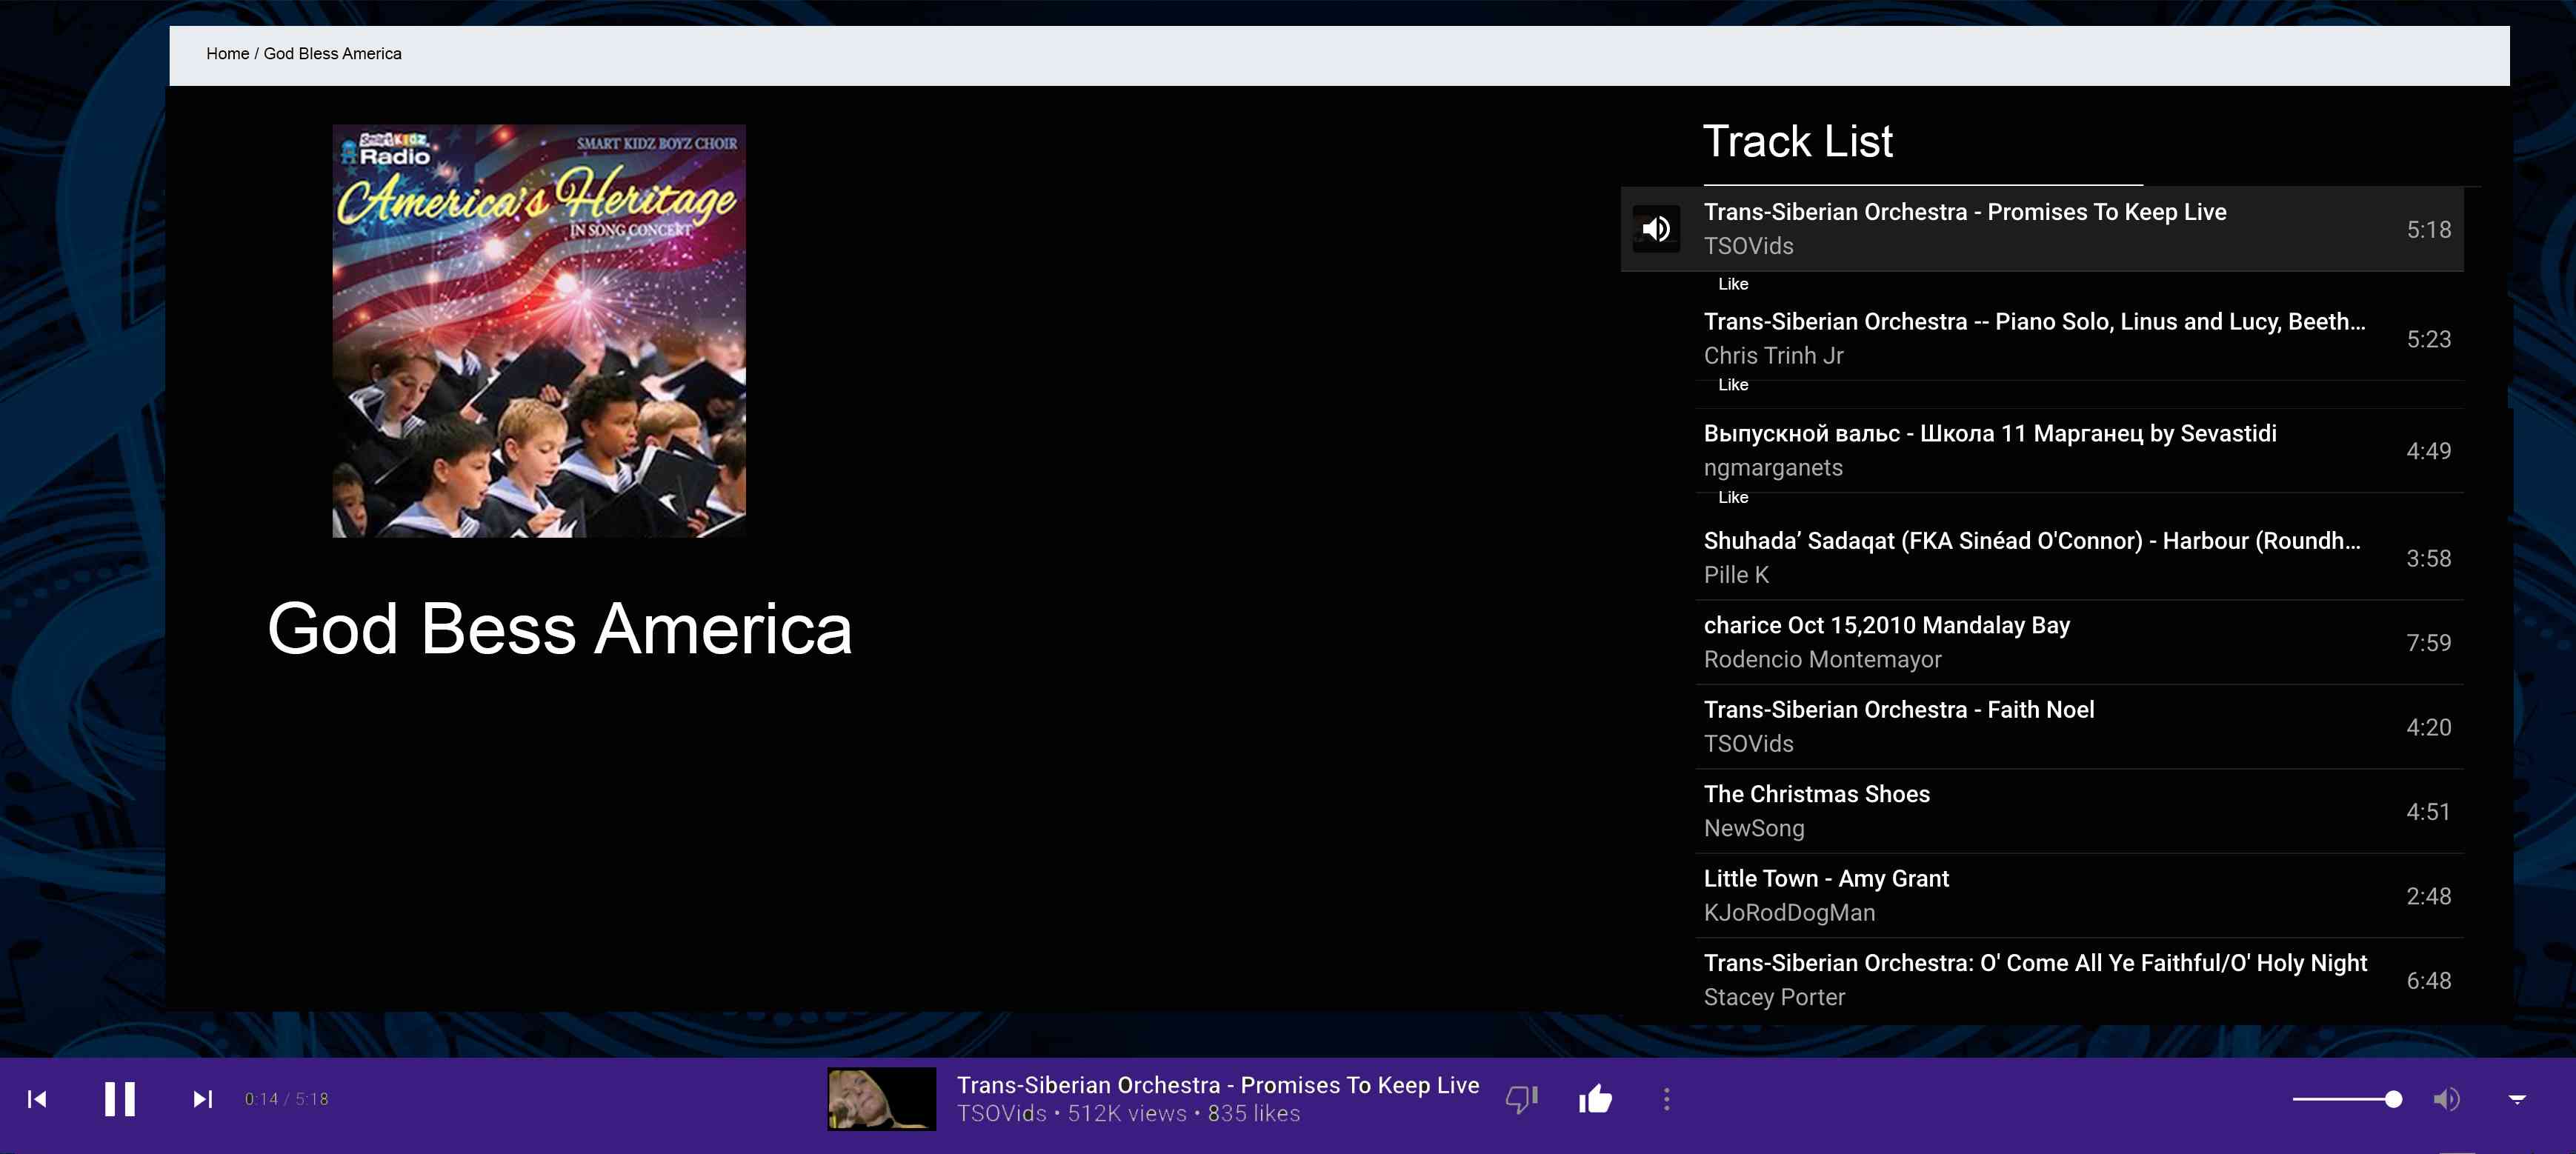 Home / God Bless America
Smart Kidz
Radio
SMART KIDZ BOYZ CHOIR
America's Heritage
IN SONG CONCERT
God Bess America
Track List
Trans-Siberian Orchestra - Promises To Keep Live
TSOVids
5:18
Like
Trans-Siberian Orchestra -- Piano Solo, Linus and Lucy, Beeth...
Chris Trinh Jr
5:23
Like
Выпускной вальс - Школа 11 Марганец by Sevastidi
ngmarganets
4:49
Like
Shuhada’ Sadaqat (FKA Sinéad O'Connor) - Harbour (Roundh...
Pille K
3:58
charice Oct 15,2010 Mandalay Bay
Rodencio Montemayor
7:59
Trans-Siberian Orchestra - Faith Noel
TSOVids
4:20
The Christmas Shoes
NewSong
4:51
Little Town - Amy Grant
KJoRodDogMan
2:48
Trans-Siberian Orchestra: O' Come All Ye Faithful/O' Holy Night
Stacey Porter
6:48
0:14 / 5:18
Trans-Siberian Orchestra - Promises To Keep Live
TSOVids • 512K views • 835 likes